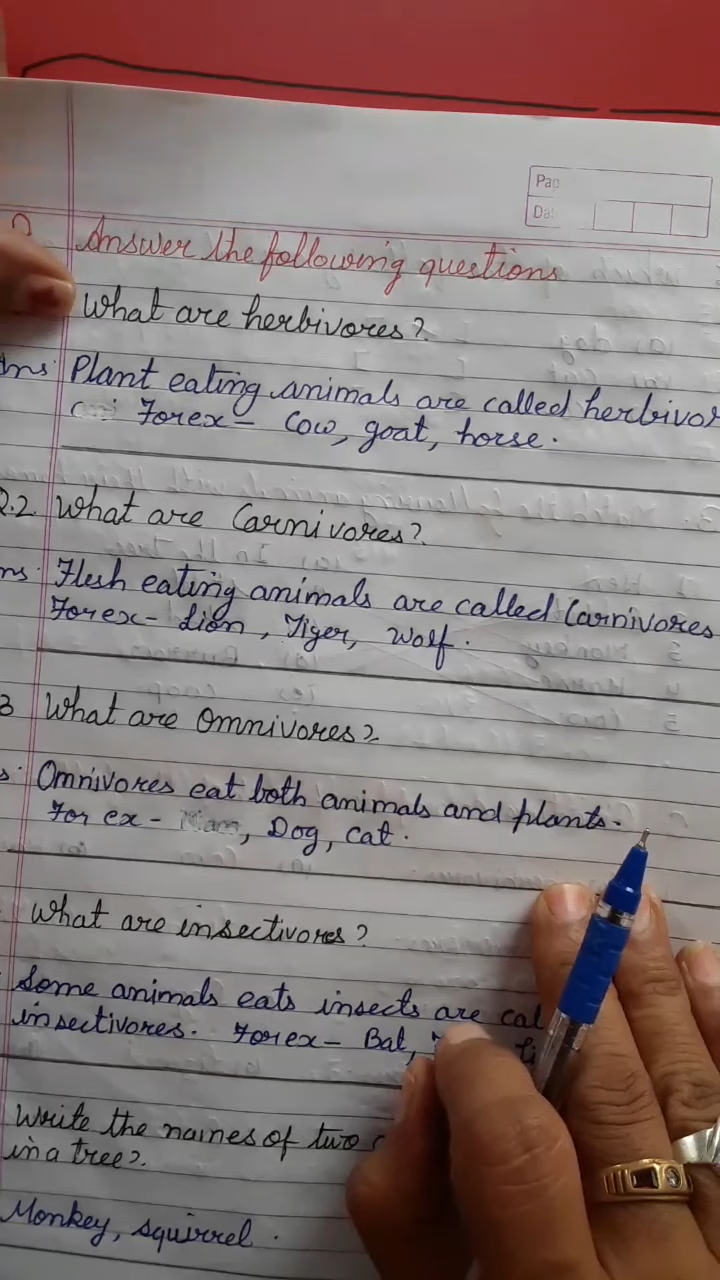 Pag
Dat
Answer the following questions
What are herbivores?
Ans: Plant eating animals are called herbivor
For ex - Cow, goat, horse.
Q.2. What are Carnivores?
ns: Flesh eating animals are called Carnivores
For ex - Lion, Tiger, Wolf.
3 What are Omnivores?
s: Omnivores eat both animals and plants.
For ex - , Dog, cat.
What are insectivores?
Some animals eats insects are cal
insectivores. For ex - Bat,
Write the names of two
in a tree?
Monkey, squirrel.